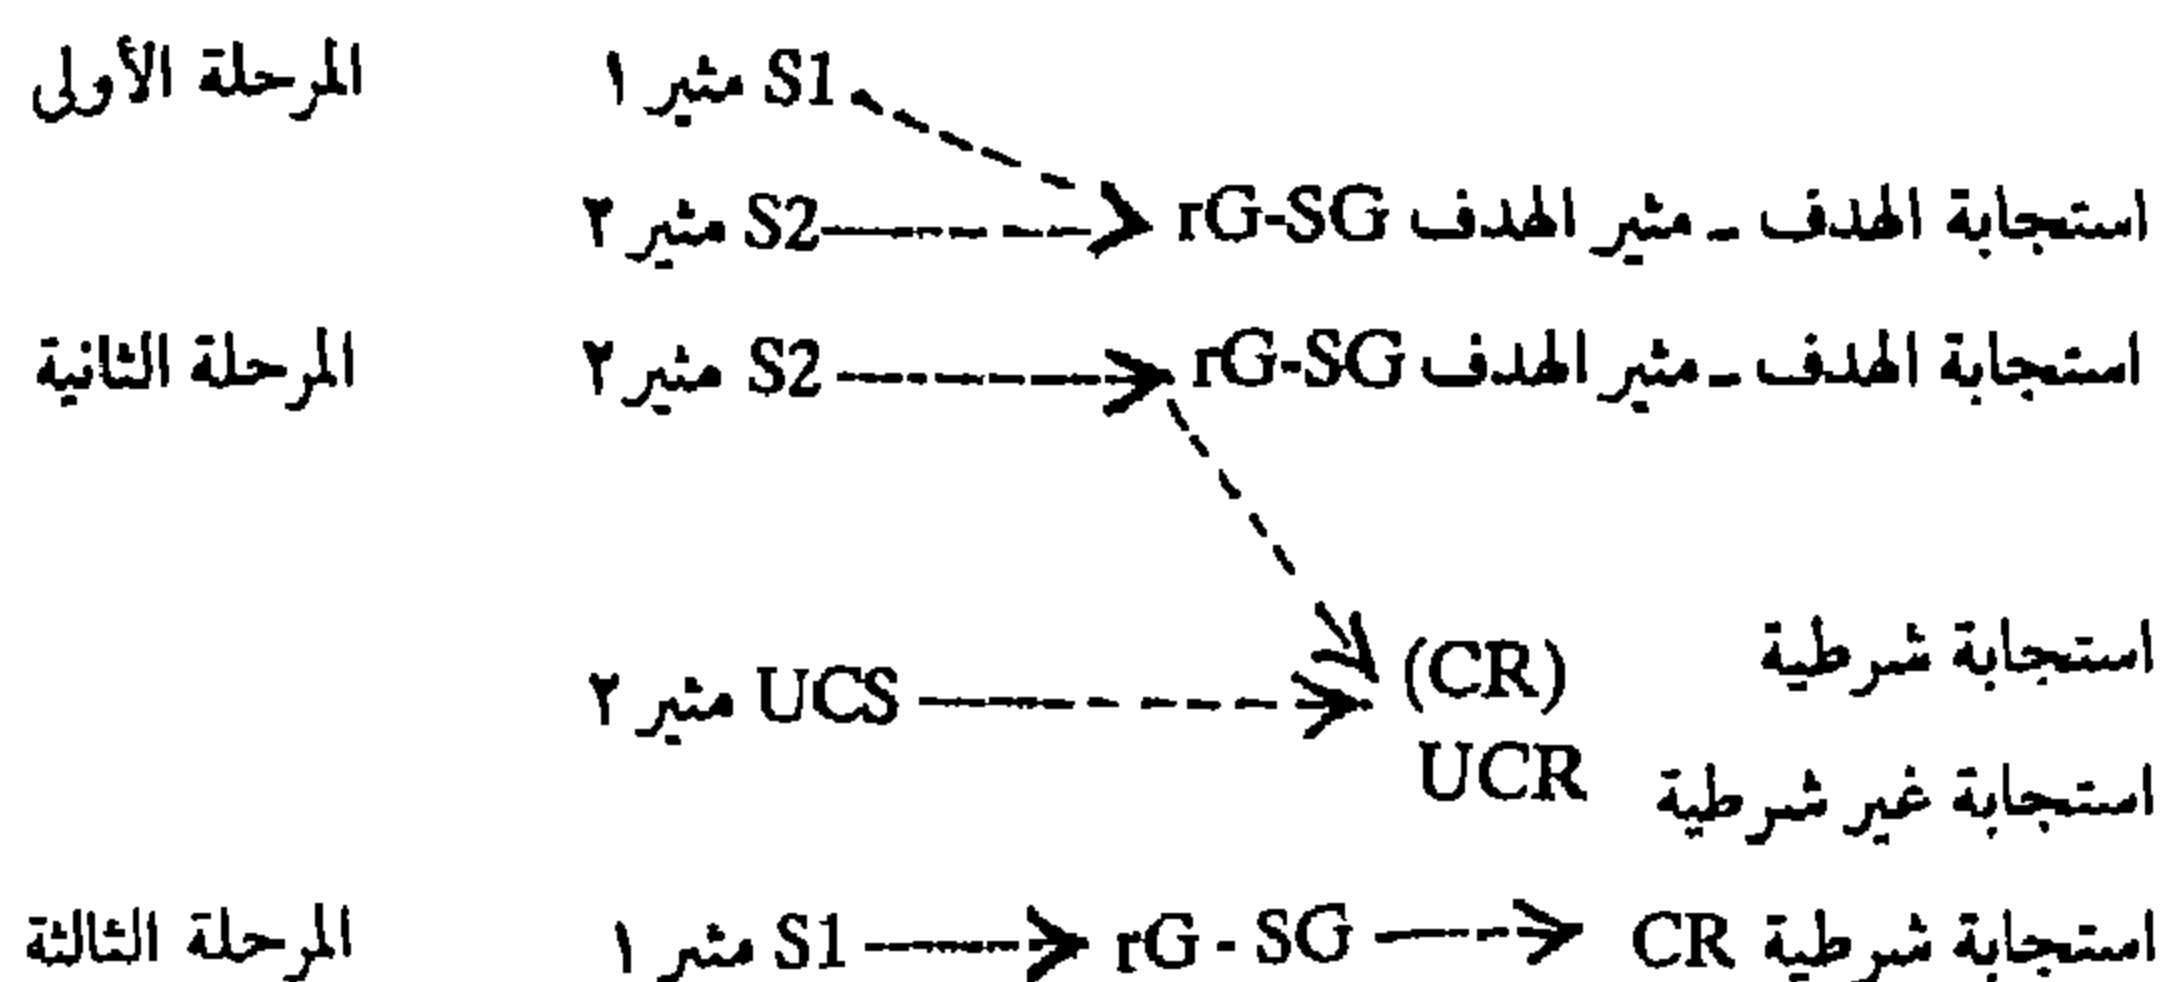 المرحلة الأولى مثير ١ S1
مثير ٢ S2 rG-SG استجابة الهدف ـ مثير الهدف
المرحلة الثانية مثير ٢ S2 rG-SG استجابة الهدف ـ مثير الهدف
(CR) استجابة شرطية
مثير ٢ UCS
UCR استجابة غير شرطية
المرحلة الثالثة مثير ١ S1 rG - SG CR استجابة شرطية